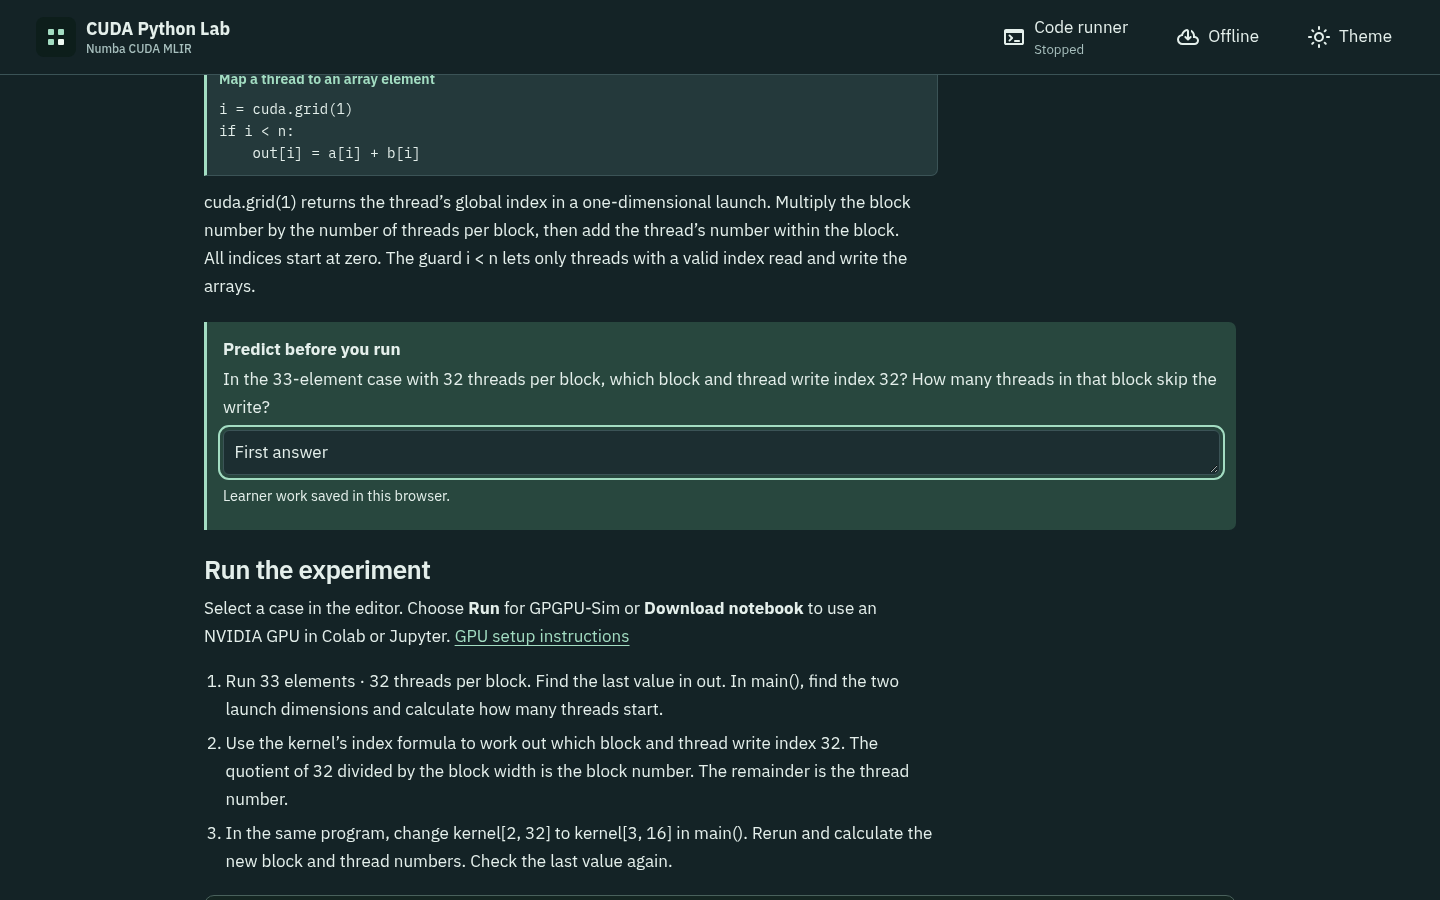 CUDA Python Lab
Numba CUDA MLIR
Code runner
Stopped
Offline
Theme
Map a thread to an array element
i = cuda.grid(1)
if i < n:
    out[i] = a[i] + b[i]
cuda.grid(1) returns the thread’s global index in a one-dimensional launch. Multiply the block
number by the number of threads per block, then add the thread’s number within the block.
All indices start at zero. The guard i < n lets only threads with a valid index read and write the
arrays.
Predict before you run
In the 33-element case with 32 threads per block, which block and thread write index 32? How many threads in that block skip the
write?
First answer
Learner work saved in this browser.
Run the experiment
Select a case in the editor. Choose Run for GPGPU-Sim or Download notebook to use an
NVIDIA GPU in Colab or Jupyter. GPU setup instructions
1. Run 33 elements · 32 threads per block. Find the last value in out. In main(), find the two
launch dimensions and calculate how many threads start.
2. Use the kernel’s index formula to work out which block and thread write index 32. The
quotient of 32 divided by the block width is the block number. The remainder is the thread
number.
3. In the same program, change kernel[2, 32] to kernel[3, 16] in main(). Rerun and calculate the
new block and thread numbers. Check the last value again.